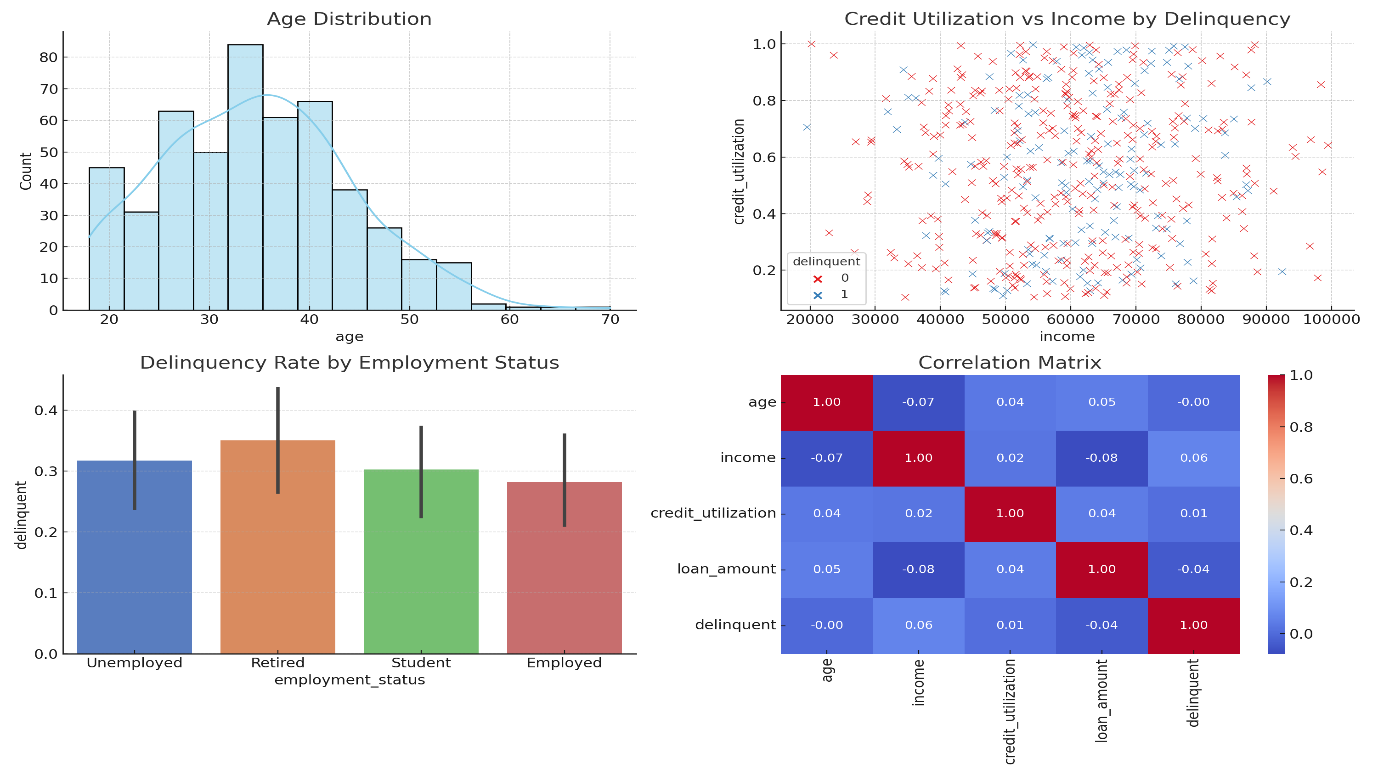 Age Distribution
Count
80
70
60
50
40
30
20
10
0
20 30 40 50 60 70
age
Credit Utilization vs Income by Delinquency
credit_utilization
1.0
0.8
0.6
0.4
0.2
delinquent
0
1
20000 30000 40000 50000 60000 70000 80000 90000 100000
income
Delinquency Rate by Employment Status
delinquent
0.4
0.3
0.2
0.1
0.0
Unemployed Retired Student Employed
employment_status
Correlation Matrix
age 1.00 -0.07 0.04 0.05 -0.00
income -0.07 1.00 0.02 -0.08 0.06
credit_utilization 0.04 0.02 1.00 0.04 0.01
loan_amount 0.05 -0.08 0.04 1.00 -0.04
delinquent -0.00 0.06 0.01 -0.04 1.00
age income credit_utilization loan_amount delinquent
1.0
0.8
0.6
0.4
0.2
0.0